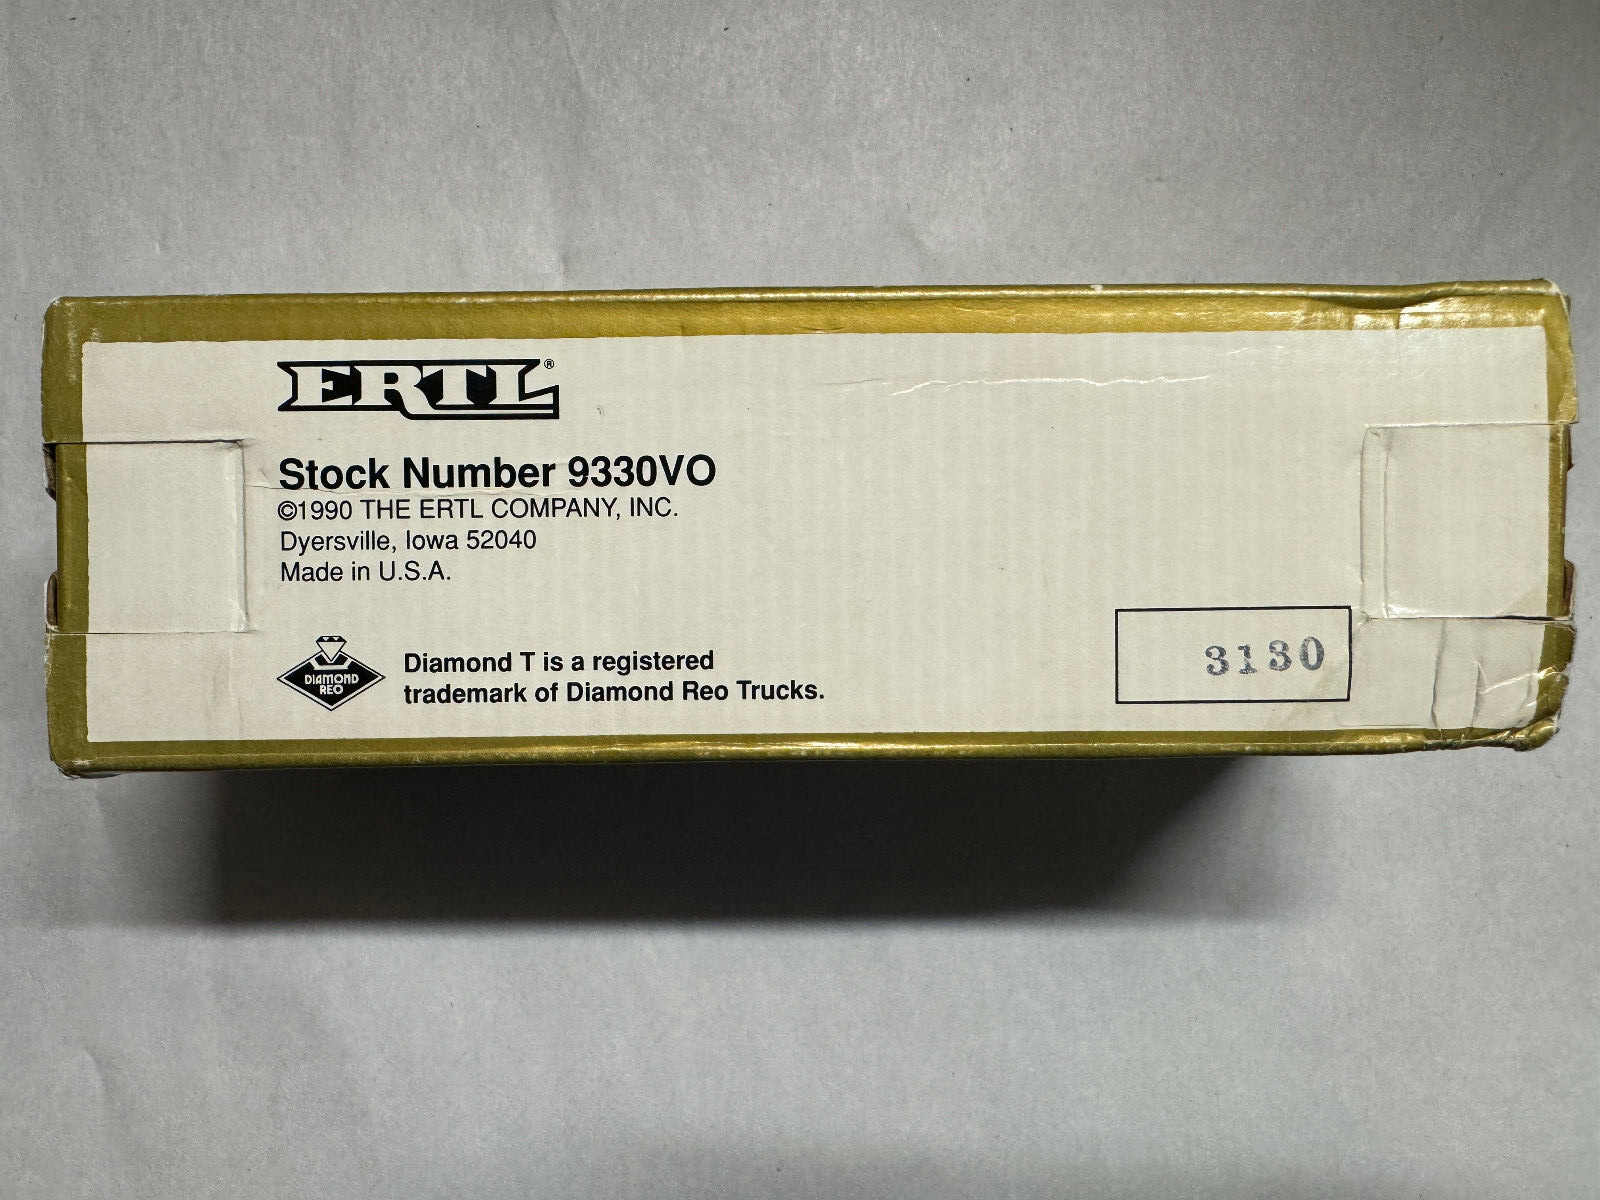 ERTL®
Stock Number 9330VO
©1990 THE ERTL COMPANY, INC.
Dyersville, Iowa 52040
Made in U.S.A.
DIAMOND
REO
Diamond T is a registered
trademark of Diamond Reo Trucks.
3130